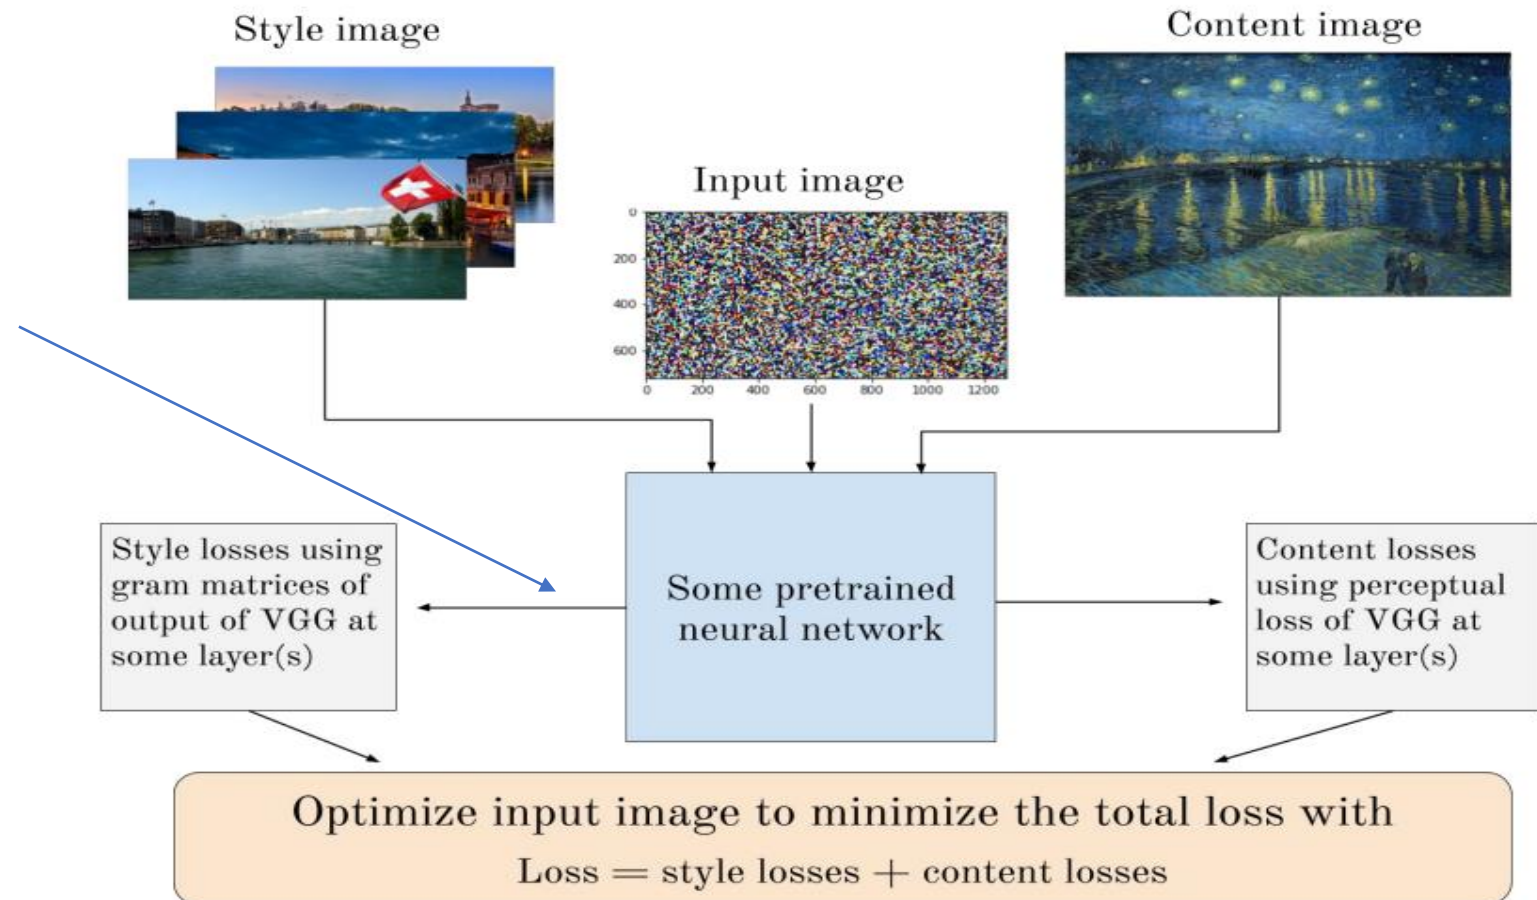 Style image
Content image
Input image
0
200
400
600
0 200 400 600 800 1000 1200
Style losses using
gram matrices of
output of VGG at
some layer(s)
Some pretrained
neural network
Content losses
using perceptual
loss of VGG at
some layer(s)
Optimize input image to minimize the total loss with
Loss = style losses + content losses